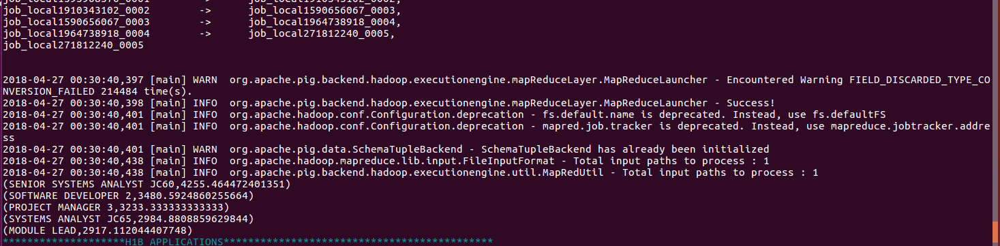 job_local1910343102_0002 -> job_local1590656067_0003,
job_local1590656067_0003 -> job_local1964738918_0004,
job_local1964738918_0004 -> job_local271812240_0005,
job_local271812240_0005
2018-04-27 00:30:40,397 [main] WARN org.apache.pig.backend.hadoop.executionengine.mapReduceLayer.MapReduceLauncher - Encountered Warning FIELD_DISCARDED_TYPE_CO
NVERSION_FAILED 214484 time(s).
2018-04-27 00:30:40,398 [main] INFO org.apache.pig.backend.hadoop.executionengine.mapReduceLayer.MapReduceLauncher - Success!
2018-04-27 00:30:40,401 [main] INFO org.apache.hadoop.conf.Configuration.deprecation - fs.default.name is deprecated. Instead, use fs.defaultFS
2018-04-27 00:30:40,401 [main] INFO org.apache.hadoop.conf.Configuration.deprecation - mapred.job.tracker is deprecated. Instead, use mapreduce.jobtracker.addre
ss
2018-04-27 00:30:40,401 [main] WARN org.apache.pig.data.SchemaTupleBackend - SchemaTupleBackend has already been initialized
2018-04-27 00:30:40,438 [main] INFO org.apache.hadoop.mapreduce.lib.input.FileInputFormat - Total input paths to process : 1
2018-04-27 00:30:40,438 [main] INFO org.apache.pig.backend.hadoop.executionengine.util.MapRedUtil - Total input paths to process : 1
(SENIOR SYSTEMS ANALYST JC60,4255.464472401351)
(SOFTWARE DEVELOPER 2,3480.5924860255664)
(PROJECT MANAGER 3,3233.333333333333)
(SYSTEMS ANALYST JC65,2984.8808859629844)
(MODULE LEAD,2917.112044407748)
********************H1B APPLICATIONS********************************************